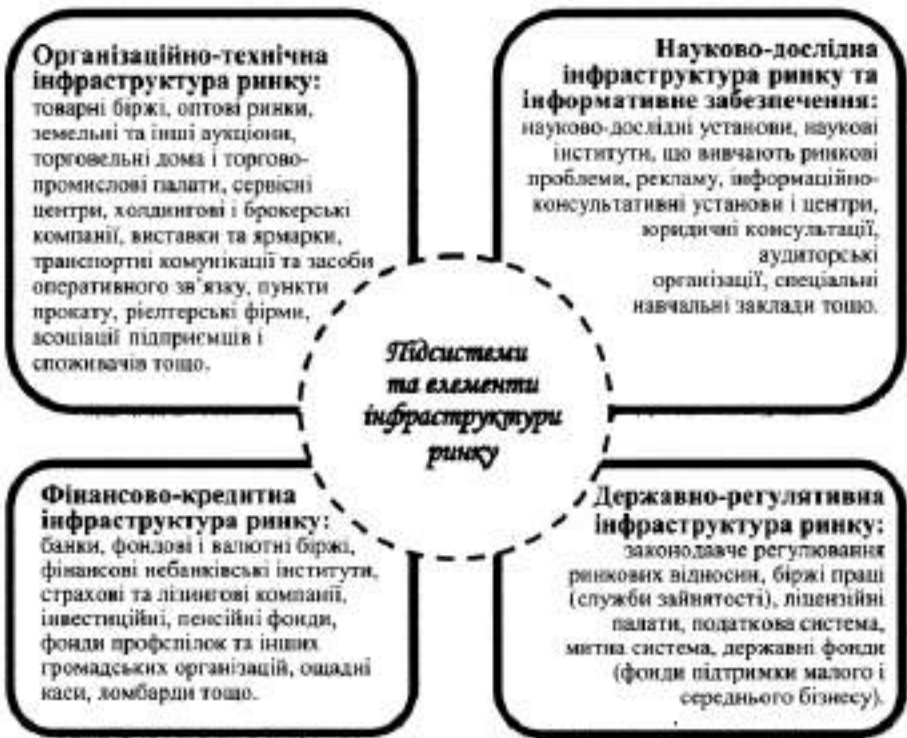 Організаційно-технічна
інфраструктура ринку:
товарні біржі, оптові ринки,
земельні та інші аукціони,
торговельні дома і торгово-
промислові палати, сервісні
центри, холдингові і брокерські
компанії, виставки та ярмарки,
транспортні комунікації та засоби
оперативного зв’язку, пункти
прокату, рієлтерські фірми,
асоціації підприємців і
споживачів тощо.
Науково-дослідна
інфраструктура ринку та
інформативне забезпечення:
науково-дослідні установи, наукові
інститути, що вивчають ринкові
проблеми, рекламу, інформаційно-
консультативні установи і центри,
юридичні консультації,
аудиторські
організації, спеціальні
навчальні заклади тощо.
Підсистеми
та елементи
інфраструктури
ринку
Фінансово-кредитна
інфраструктура ринку:
банки, фондові і валютні біржі,
фінансові небанківські інститути,
страхові та лізингові компанії,
інвестиційні, пенсійні фонди,
фонди профспілок та інших
громадських організацій, ощадні
каси, ломбарди тощо.
Державно-регулятивна
інфраструктура ринку:
законодавче регулювання
ринкових відносин, біржі праці
(служби зайнятості), ліцензійні
палати, податкова система,
митна система, державні фонди
(фонди підтримки малого і
середнього бізнесу).